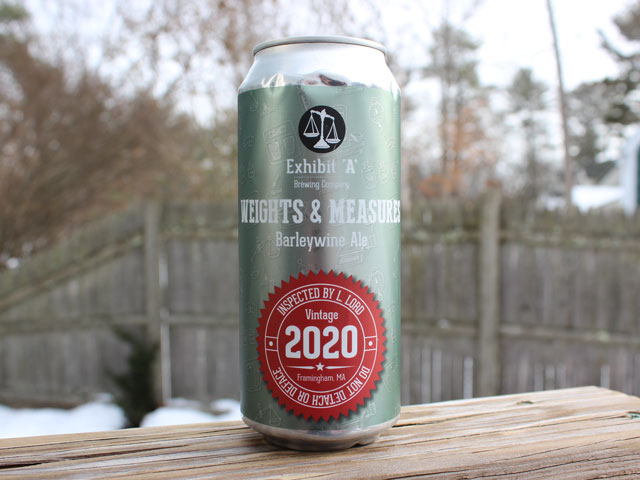 Exhibit 'A'
Brewing Company
WEIGHTS & MEASURES
Barleywine Ale
INSPECTED BY L. LORD
Vintage
2020
Framingham, MA
DO NOT DETACH OR DEFACE